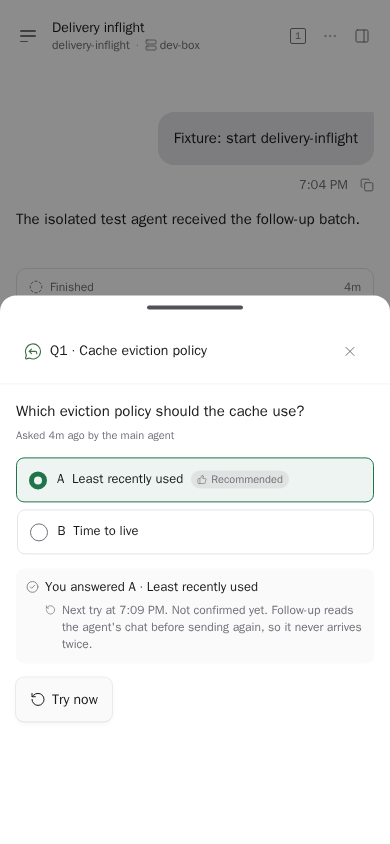 Delivery inflight
delivery-inflight · dev-box
1
Fixture: start delivery-inflight
7:04 PM
The isolated test agent received the follow-up batch.
Finished 4m
Q1 · Cache eviction policy
Which eviction policy should the cache use?
Asked 4m ago by the main agent
A Least recently used Recommended
B Time to live
You answered A · Least recently used
Next try at 7:09 PM. Not confirmed yet. Follow-up reads
the agent's chat before sending again, so it never arrives
twice.
Try now